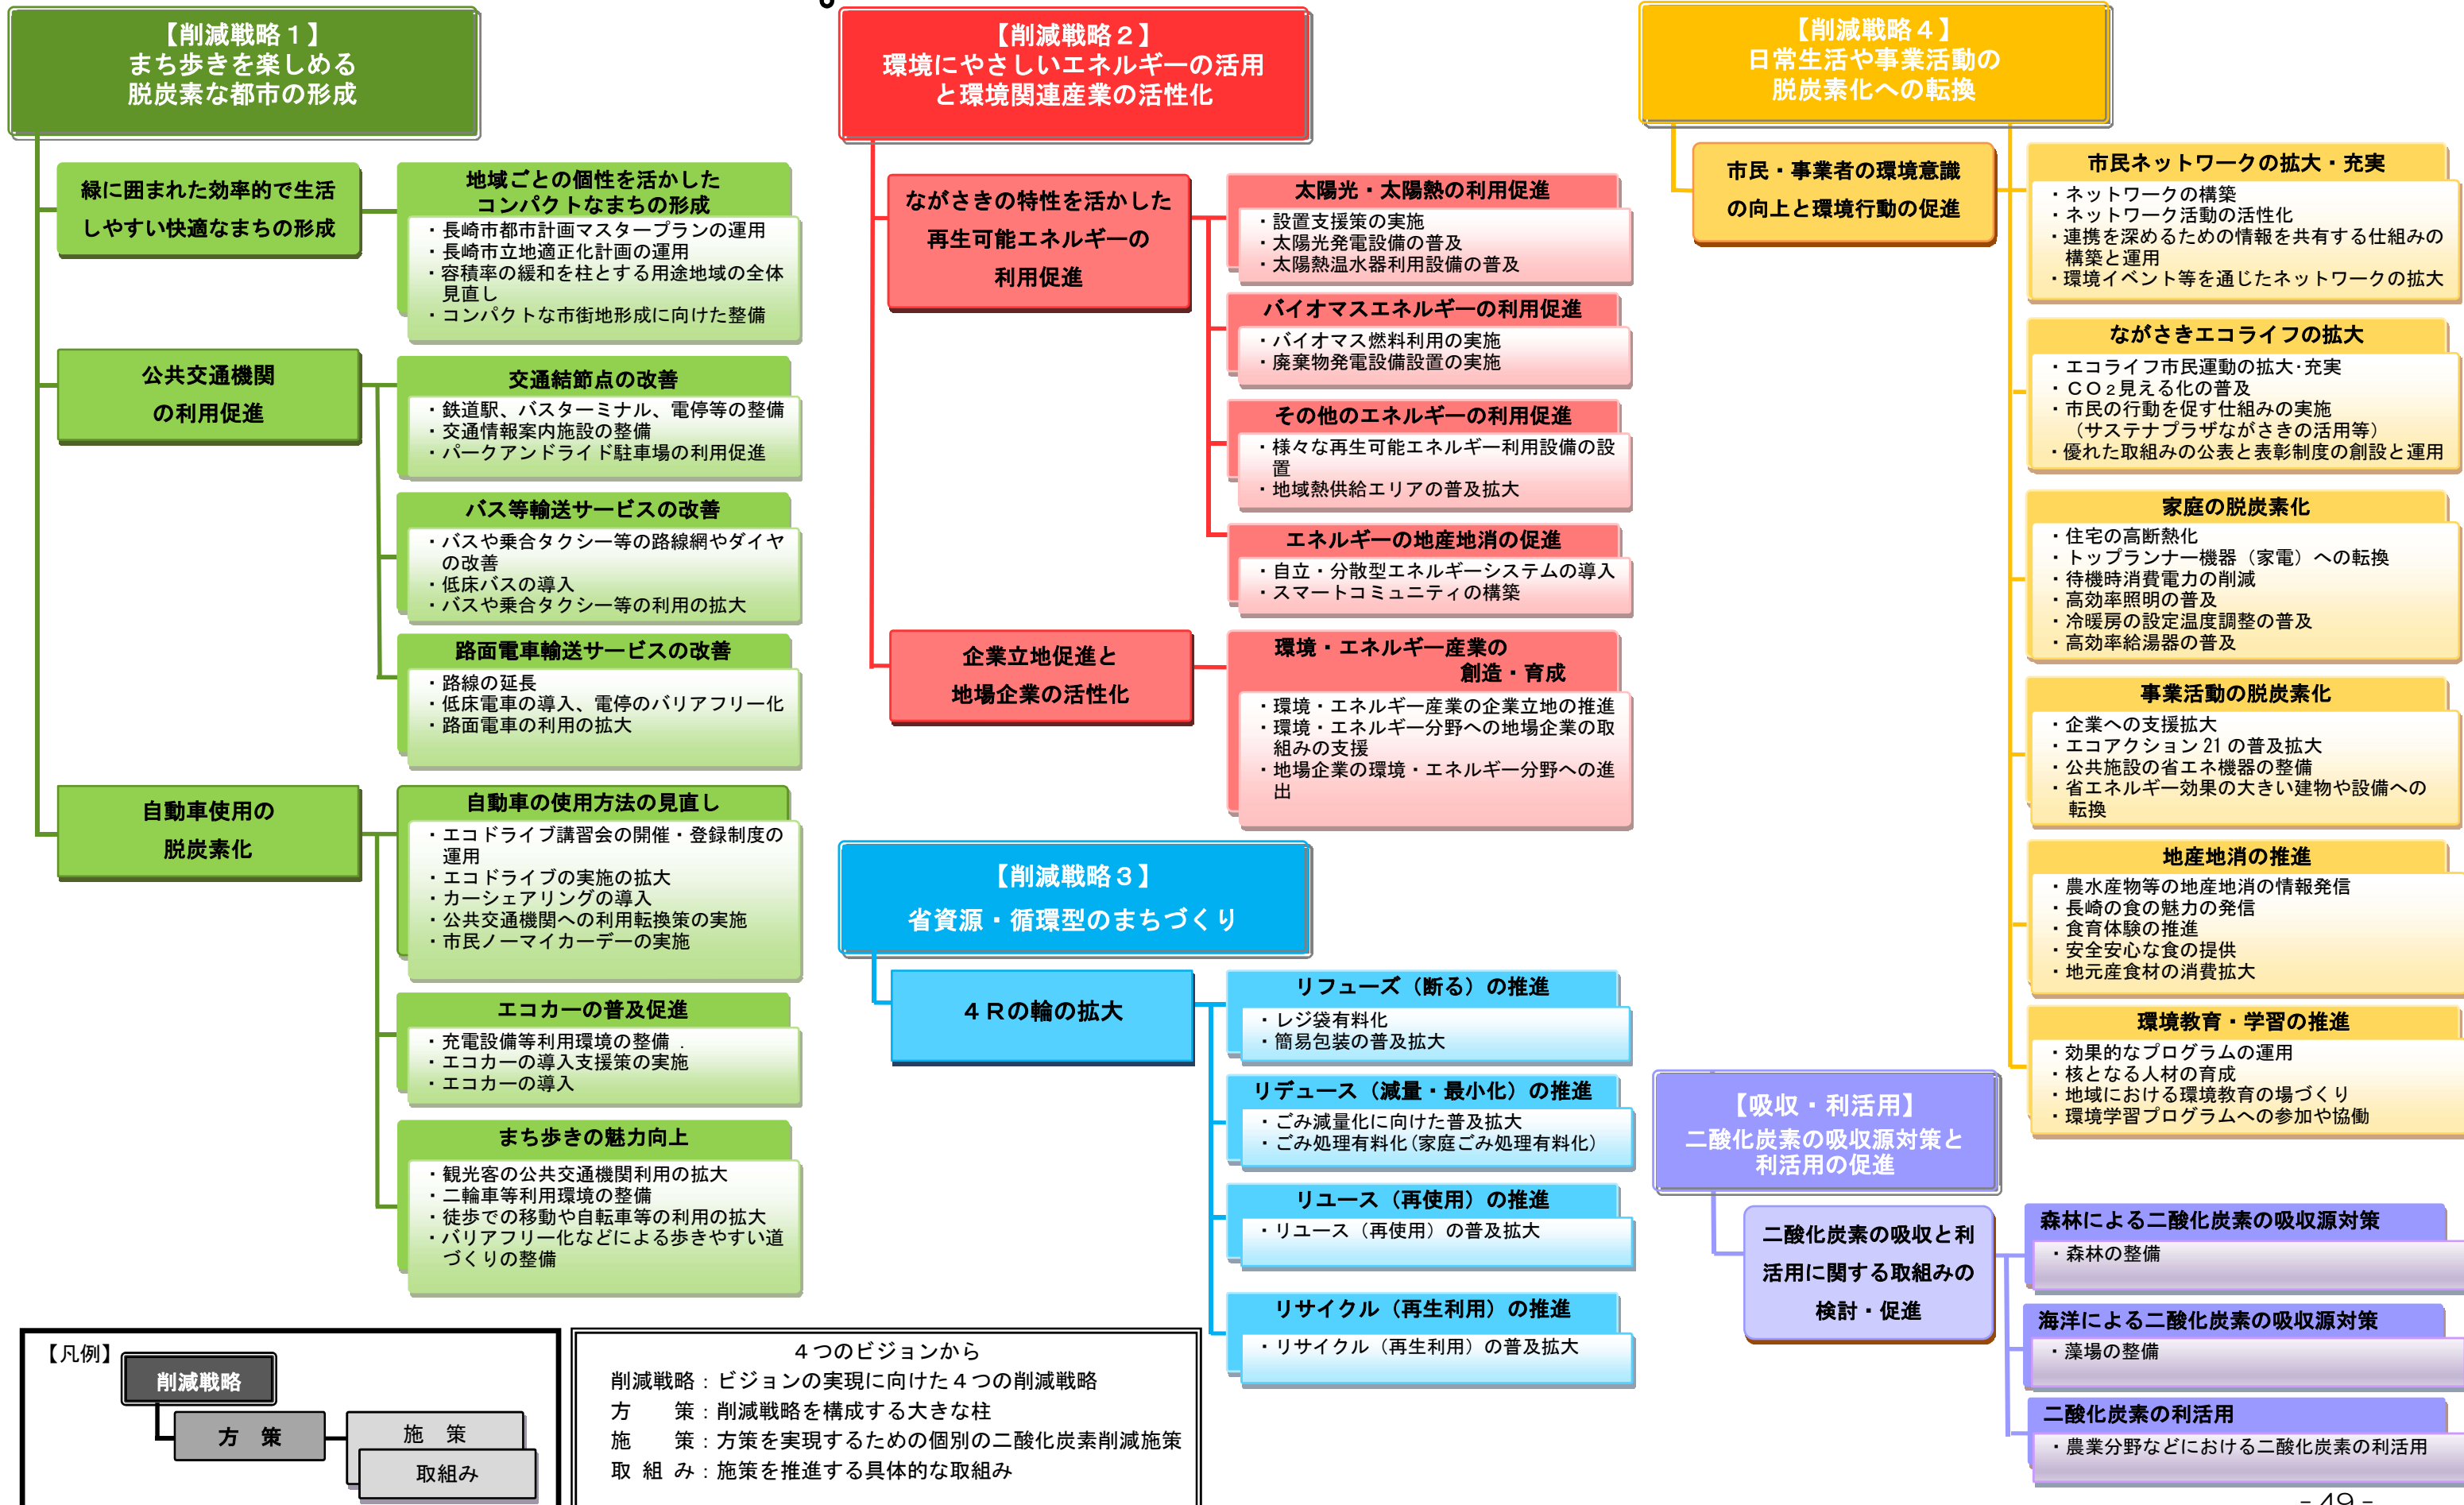 【削減戦略１】
まち歩きを楽しめる
脱炭素な都市の形成
緑に囲まれた効率的で生活
しやすい快適なまちの形成
地域ごとの個性を活かした
コンパクトなまちの形成
・長崎市都市計画マスタープランの運用
・長崎市立地適正化計画の運用
・容積率の緩和を柱とする用途地域の全体
見直し
・コンパクトな市街地形成に向けた整備
公共交通機関
の利用促進
交通結節点の改善
・鉄道駅、バスターミナル、電停等の整備
・交通情報案内施設の整備
・パークアンドライド駐車場の利用促進
バス等輸送サービスの改善
・バスや乗合タクシー等の路線網やダイヤ
の改善
・低床バスの導入
・バスや乗合タクシー等の利用の拡大
路面電車輸送サービスの改善
・路線の延長
・低床電車の導入、電停のバリアフリー化
・路面電車の利用の拡大
自動車使用の
脱炭素化
自動車の使用方法の見直し
・エコドライブ講習会の開催・登録制度の
運用
・エコドライブの実施の拡大
・カーシェアリングの導入
・公共交通機関への利用転換策の実施
・市民ノーマイカーデーの実施
エコカーの普及促進
・充電設備等利用環境の整備 .
・エコカーの導入支援策の実施
・エコカーの導入
まち歩きの魅力向上
・観光客の公共交通機関利用の拡大
・二輪車等利用環境の整備
・徒歩での移動や自転車等の利用の拡大
・バリアフリー化などによる歩きやすい道
づくりの整備
【削減戦略２】
環境にやさしいエネルギーの活用
と環境関連産業の活性化
ながさきの特性を活かした
再生可能エネルギーの
利用促進
太陽光・太陽熱の利用促進
・設置支援策の実施
・太陽光発電設備の普及
・太陽熱温水器利用設備の普及
バイオマスエネルギーの利用促進
・バイオマス燃料利用の実施
・廃棄物発電設備設置の実施
その他のエネルギーの利用促進
・様々な再生可能エネルギー利用設備の設
置
・地域熱供給エリアの普及拡大
エネルギーの地産地消の促進
・自立・分散型エネルギーシステムの導入
・スマートコミュニティの構築
企業立地促進と
地場企業の活性化
環境・エネルギー産業の
創造・育成
・環境・エネルギー産業の企業立地の推進
・環境・エネルギー分野への地場企業の取
組みの支援
・地場企業の環境・エネルギー分野への進
出
【削減戦略３】
省資源・循環型のまちづくり
４Ｒの輪の拡大
リフューズ（断る）の推進
・レジ袋有料化
・簡易包装の普及拡大
リデュース（減量・最小化）の推進
・ごみ減量化に向けた普及拡大
・ごみ処理有料化(家庭ごみ処理有料化)
リユース（再使用）の推進
・リユース（再使用）の普及拡大
リサイクル（再生利用）の推進
・リサイクル（再生利用）の普及拡大
【削減戦略４】
日常生活や事業活動の
脱炭素化への転換
市民・事業者の環境意識
の向上と環境行動の促進
市民ネットワークの拡大・充実
・ネットワークの構築
・ネットワーク活動の活性化
・連携を深めるための情報を共有する仕組みの
構築と運用
・環境イベント等を通じたネットワークの拡大
ながさきエコライフの拡大
・エコライフ市民運動の拡大･充実
・ＣＯ２見える化の普及
・市民の行動を促す仕組みの実施
（サステナプラザながさきの活用等）
・優れた取組みの公表と表彰制度の創設と運用
家庭の脱炭素化
・住宅の高断熱化
・トップランナー機器（家電）への転換
・待機時消費電力の削減
・高効率照明の普及
・冷暖房の設定温度調整の普及
・高効率給湯器の普及
事業活動の脱炭素化
・企業への支援拡大
・エコアクション21の普及拡大
・公共施設の省エネ機器の整備
・省エネルギー効果の大きい建物や設備への
転換
地産地消の推進
・農水産物等の地産地消の情報発信
・長崎の食の魅力の発信
・食育体験の推進
・安全安心な食の提供
・地元産食材の消費拡大
環境教育・学習の推進
・効果的なプログラムの運用
・核となる人材の育成
・地域における環境教育の場づくり
・環境学習プログラムへの参加や協働
【吸収・利活用】
二酸化炭素の吸収源対策と
利活用の促進
二酸化炭素の吸収と利
活用に関する取組みの
検討・促進
森林による二酸化炭素の吸収源対策
・森林の整備
海洋による二酸化炭素の吸収源対策
・藻場の整備
二酸化炭素の利活用
・農業分野などにおける二酸化炭素の利活用
【凡例】
削減戦略
方　策
施　策
取組み
４つのビジョンから
削減戦略：ビジョンの実現に向けた４つの削減戦略
方　　策：削減戦略を構成する大きな柱
施　　策：方策を実現するための個別の二酸化炭素削減施策
取 組 み：施策を推進する具体的な取組み
- 49 -